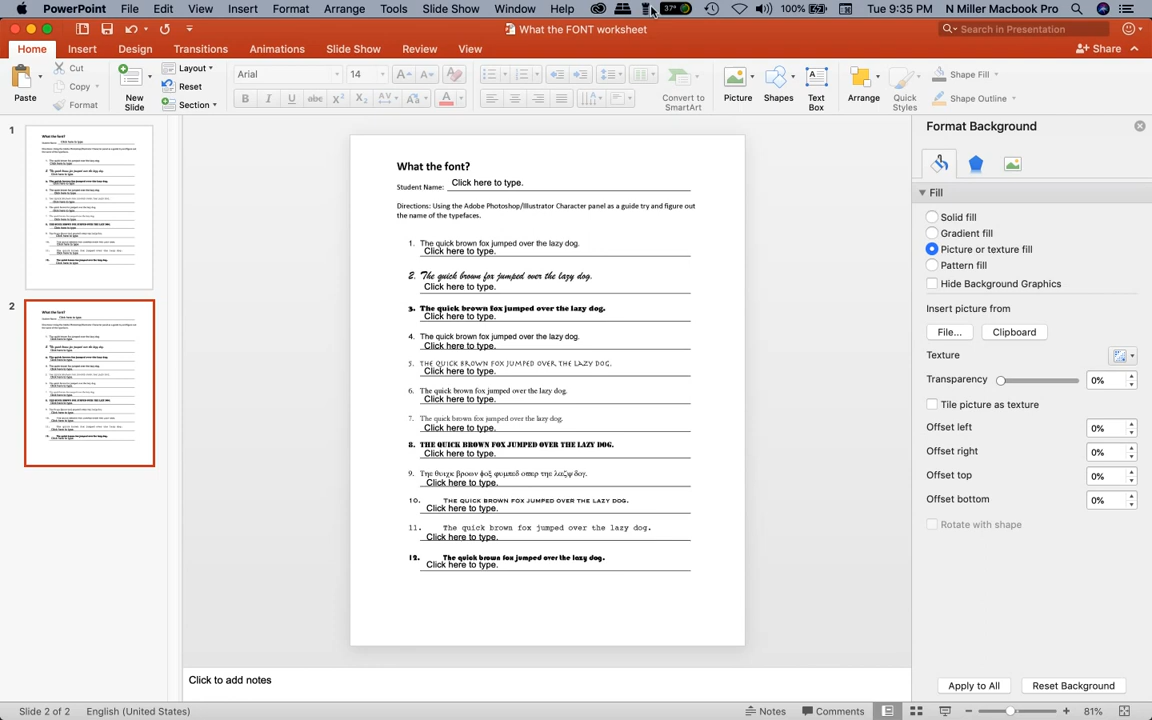 PowerPoint File Edit View Insert Format Arrange Tools Slide Show Window Help 37° 100% Tue 9:35 PM N Miller Macbook Pro
What the FONT worksheet
Search in Presentation
Home Insert Design Transitions Animations Slide Show Review View Share
Paste Cut Copy Format
New Slide Layout Reset Section
Arial 14
B I U abc X² X₂ AV Aa A
Convert to SmartArt
Picture Shapes Text Box Arrange Quick Styles Shape Fill Shape Outline
1
2
What the font?
Student Name: Click here to type.
Directions: Using the Adobe Photoshop/Illustrator Character panel as a guide try and figure out
the name of the typefaces.
1. The quick brown fox jumped over the lazy dog.
Click here to type.
2. The quick brown fox jumped over the lazy dog.
Click here to type.
3. The quick brown fox jumped over the lazy dog.
Click here to type.
4. The quick brown fox jumped over the lazy dog.
Click here to type.
5. THE QUICK BROWN FOX JUMPED OVER THE LAZY DOG.
Click here to type.
6. The quick brown fox jumped over the lazy dog.
Click here to type.
7. The quick brown fox jumped over the lazy dog.
Click here to type.
8. THE QUICK BROWN FOX JUMPED OVER THE LAZY DOG.
Click here to type.
9. Τηε θυιχκ βροων φοξ φυμπεδ οπερ τηε λαζψ δογ.
Click here to type.
10. THE QUICK BROWN FOX JUMPED OVER THE LAZY DOG.
Click here to type.
11. The quick brown fox jumped over the lazy dog.
Click here to type.
12. The quick brown fox jumped over the lazy dog.
Click here to type.
Click to add notes
Format Background
Fill
Solid fill
Gradient fill
Picture or texture fill
Pattern fill
Hide Background Graphics
Insert picture from
File... Clipboard
Texture
Transparency 0%
Tile picture as texture
Offset left 0%
Offset right 0%
Offset top 0%
Offset bottom 0%
Rotate with shape
Apply to All Reset Background
Slide 2 of 2 English (United States) Notes Comments 81%